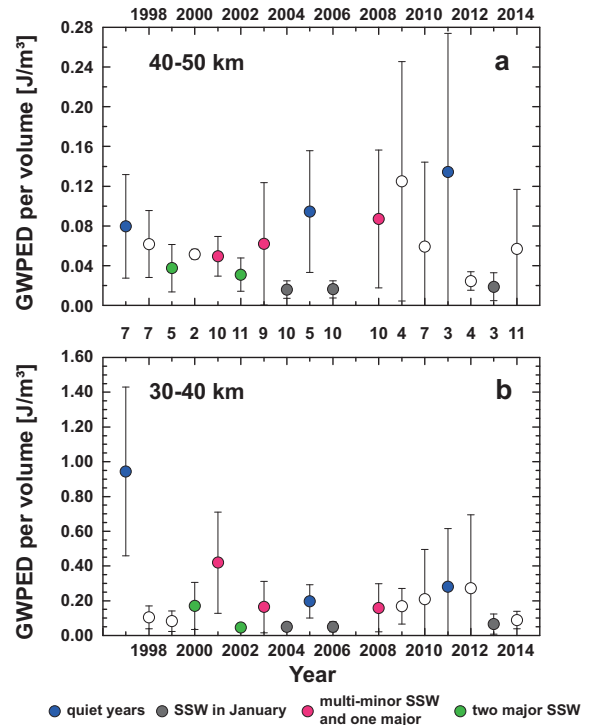 1998 2000 2002 2004 2006 2008 2010 2012 2014
GWPED per volume [J/m³]
0.28
0.24
0.20
0.16
0.12
0.08
0.04
0.00
40-50 km
a
7 7 5 2 10 11 9 10 5 10 10 4 7 3 4 3 11
GWPED per volume [J/m³]
1.60
1.40
1.20
1.00
0.80
0.60
0.40
0.20
0.00
30-40 km
b
1998 2000 2002 2004 2006 2008 2010 2012 2014
Year
quiet years
SSW in January
multi-minor SSW
and one major
two major SSW